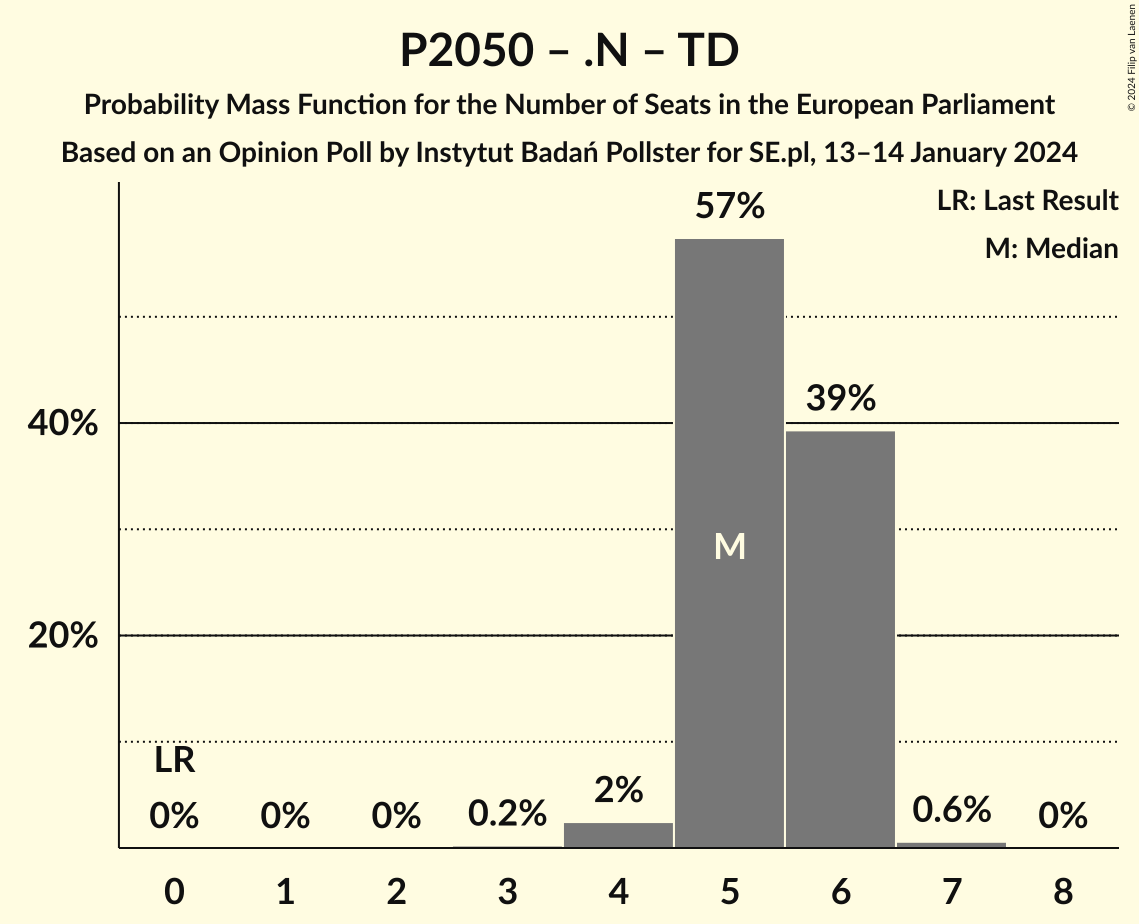 P2050 – .N – TD
Probability Mass Function for the Number of Seats in the European Parliament
Based on an Opinion Poll by Instytut Badań Pollster for SE.pl, 13–14 January 2024
© 2024 Filip van Laenen
LR: Last Result
M: Median
57%
39%
40%
M
20%
LR
0%
0%
0%
0.2%
2%
0.6%
0%
0
1
2
3
4
5
6
7
8